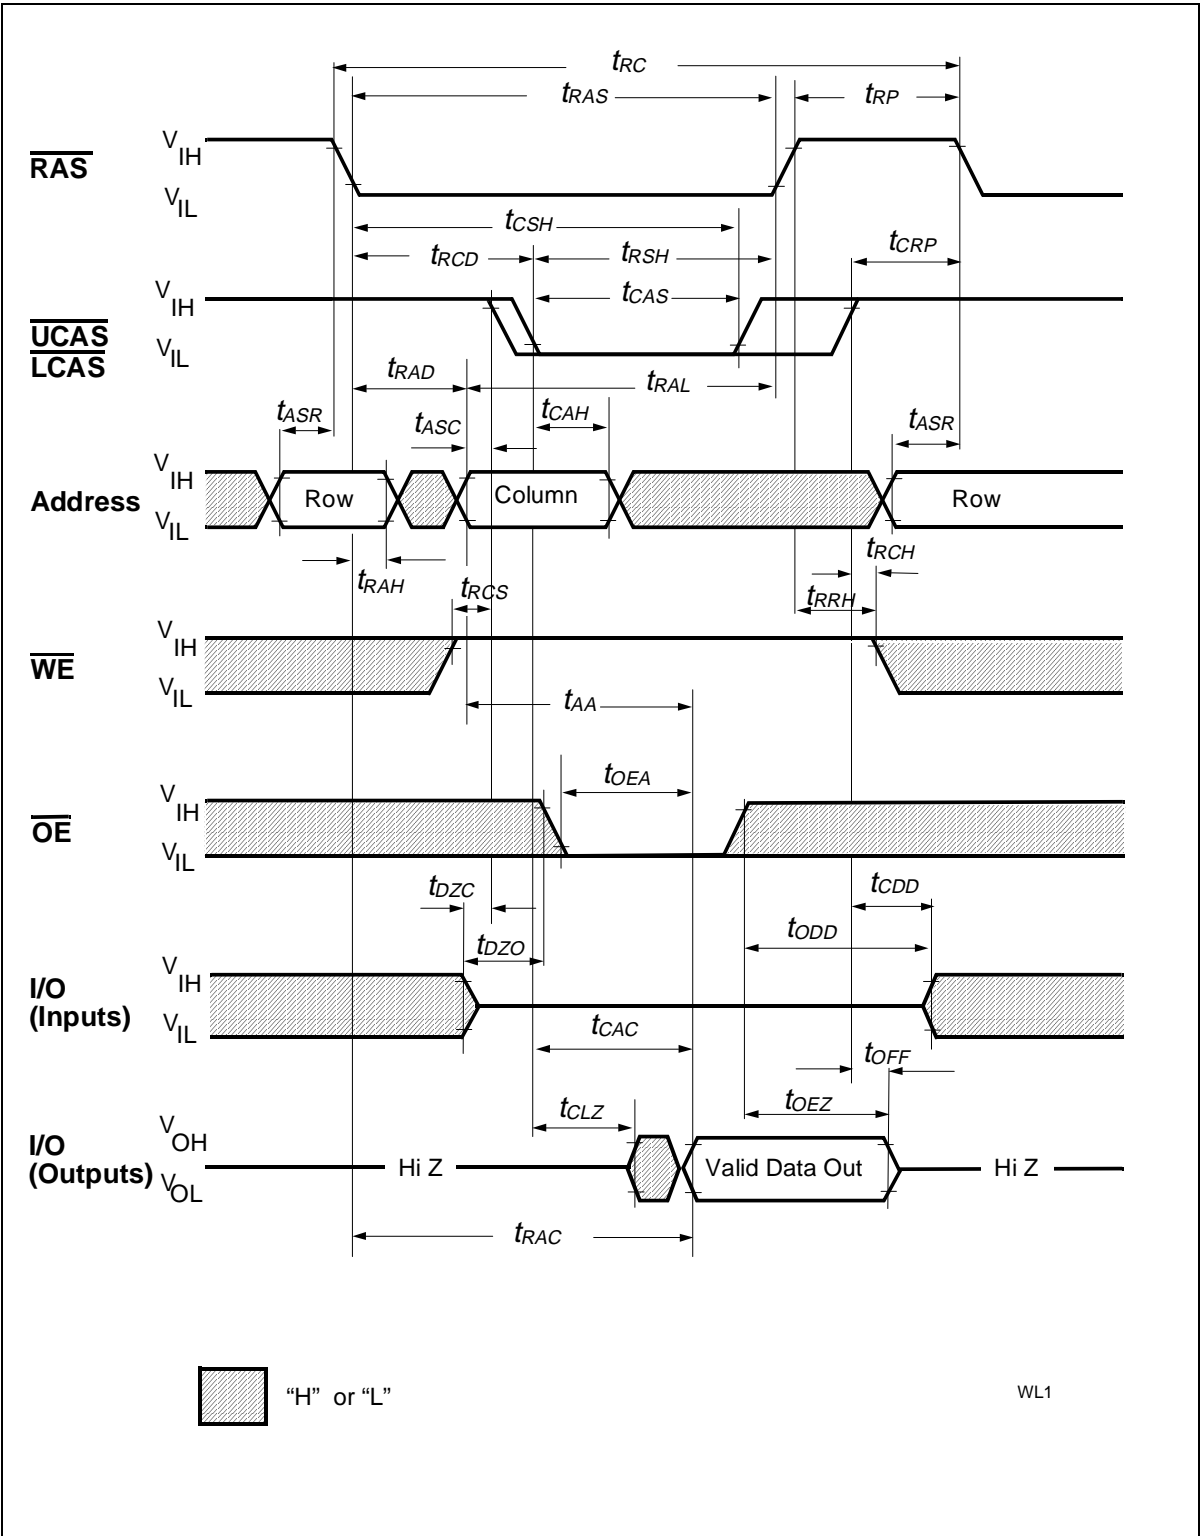 tRC
tRAS
tRP
RAS
VIH
VIL
tCSH
tRCD
tRSH
tCRP
tCAS
UCAS
LCAS
VIH
VIL
tRAD
tRAL
tASR
tASC
tCAH
tASR
Address
VIH
VIL
Row
Column
Row
tRAH
tRCS
tRCH
tRRH
WE
VIH
VIL
tAA
tOEA
OE
VIH
VIL
tDZC
tCDD
tDZO
tODD
I/O
(Inputs)
VIH
VIL
tCAC
tOFF
tCLZ
tOEZ
I/O
(Outputs)
VOH
VOL
Hi Z
Valid Data Out
Hi Z
tRAC
“H” or “L”
WL1